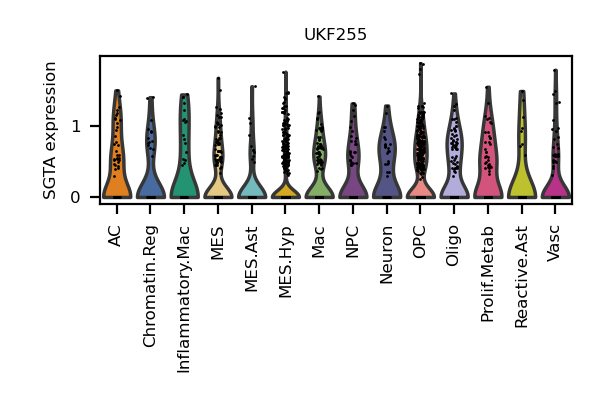 UKF255
SGTA expression
1
0
AC
Chromatin.Reg
Inflammatory.Mac
MES
MES.Ast
MES.Hyp
Mac
NPC
Neuron
OPC
Oligo
Prolif.Metab
Reactive.Ast
Vasc